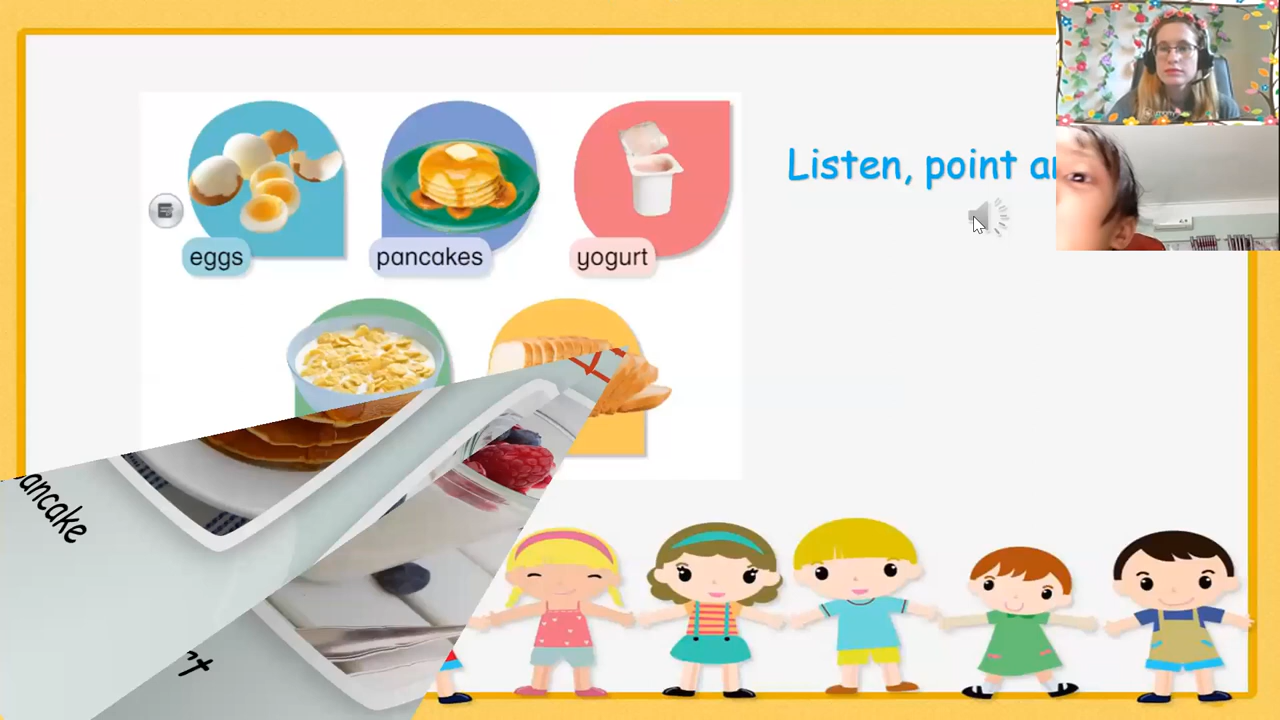 Listen, point
eggs
pancakes
yogurt
ancake